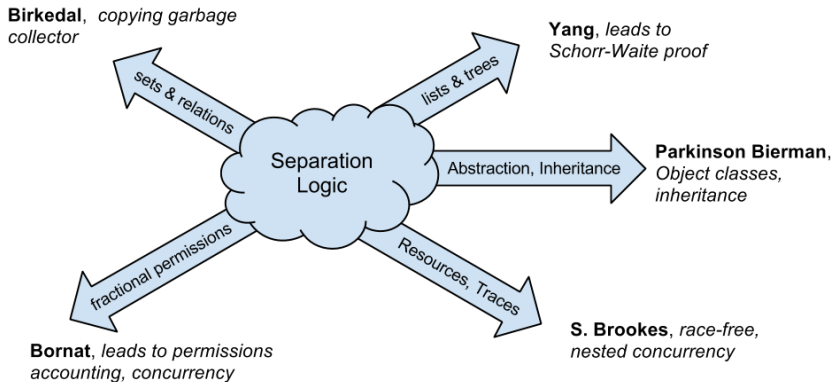 Birkedal, copying garbage
collector
sets & relations
Yang, leads to
Schorr-Waite proof
lists & trees
Separation
Logic
Abstraction, Inheritance
Parkinson Bierman,
Object classes,
inheritance
fractional permissions
Bornat, leads to permissions
accounting, concurrency
Resources, Traces
S. Brookes, race-free,
nested concurrency